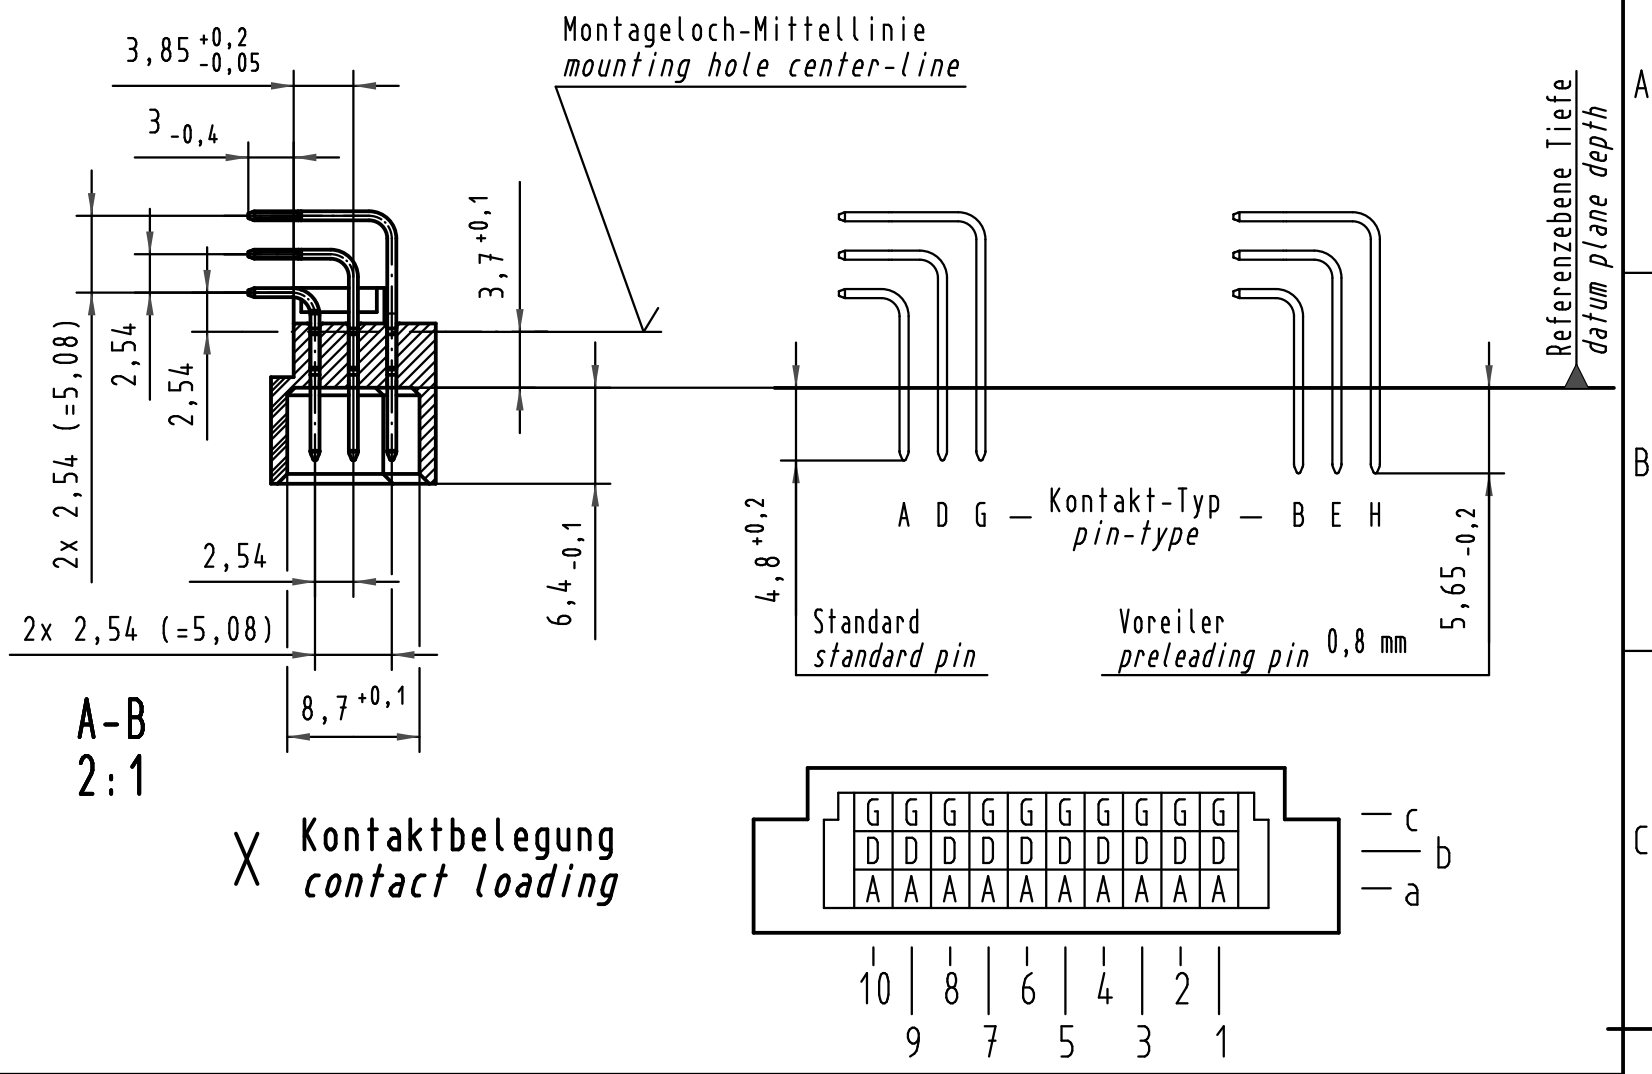 Montageloch-Mittellinie
mounting hole center-line
3,85 +0,2 -0,05
3 -0,4
3,7 +0,1
2x 2,54 (=5,08)
2,54
2,54
2,54
2x 2,54 (=5,08)
8,7 +0,1
6,4 -0,1
A-B
2:1
Referenzebene Tiefe
datum plane depth
A D G – Kontakt-Typ – B E H
pin-type
4,8 +0,2
5,65 -0,2
Standard
standard pin
Voreiler
preleading pin 0,8 mm
X Kontaktbelegung
contact loading
G G G G G G G G G G
D D D D D D D D D D
A A A A A A A A A A
c
b
a
10 8 6 4 2
9 7 5 3 1
A
B
C